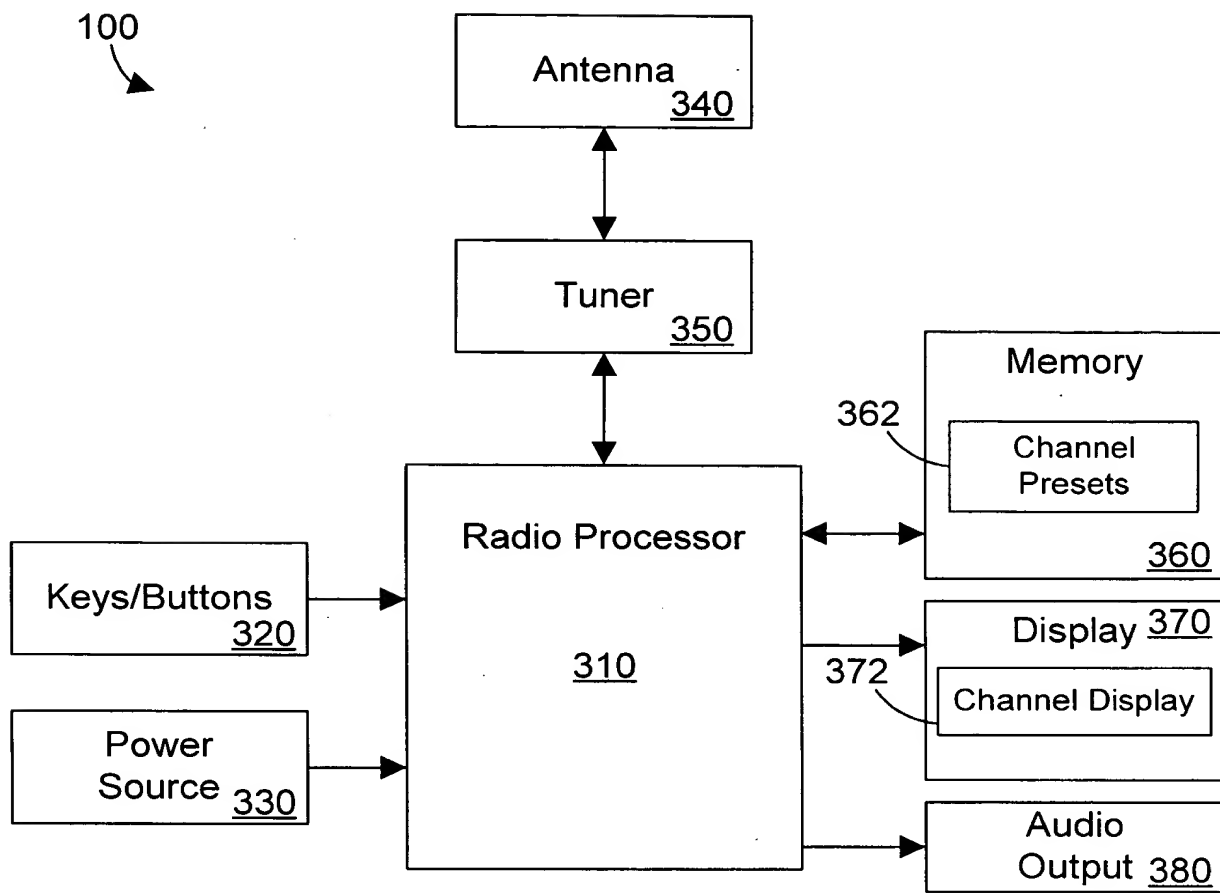 100
Antenna
340
Tuner
350
Memory
362
Channel
Presets
360
Radio Processor
310
Keys/Buttons
320
Power
Source
330
Display
370
372
Channel Display
Audio
Output
380